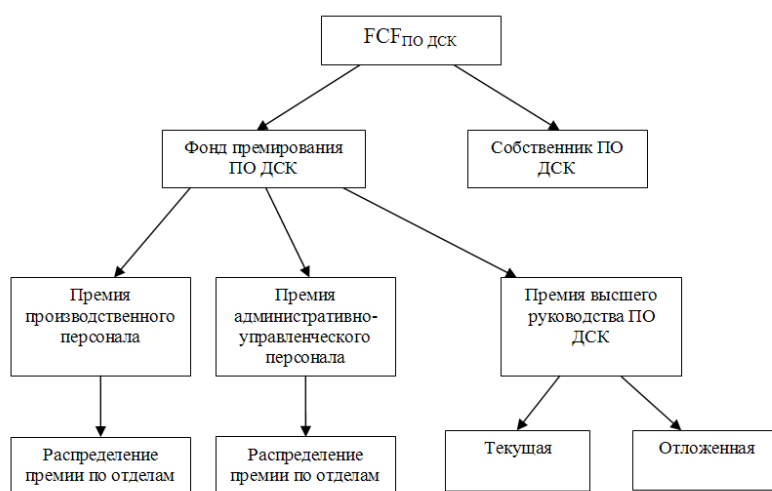 FCFПО ДСК
Фонд премирования
ПО ДСК
Собственник ПО
ДСК
Премия
производственного
персонала
Премия
административно-
управленческого
персонала
Премия высшего
руководства ПО
ДСК
Распределение
премии по отделам
Распределение
премии по отделам
Текущая
Отложенная